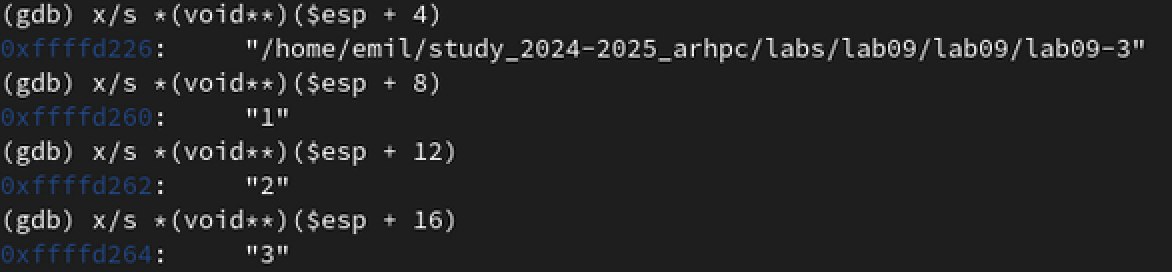 (gdb) x/s *(void**)($esp + 4)
0xffffd226:     "/home/emil/study_2024-2025_arhpc/labs/lab09/lab09/lab09-3"
(gdb) x/s *(void**)($esp + 8)
0xffffd260:     "1"
(gdb) x/s *(void**)($esp + 12)
0xffffd262:     "2"
(gdb) x/s *(void**)($esp + 16)
0xffffd264:     "3"